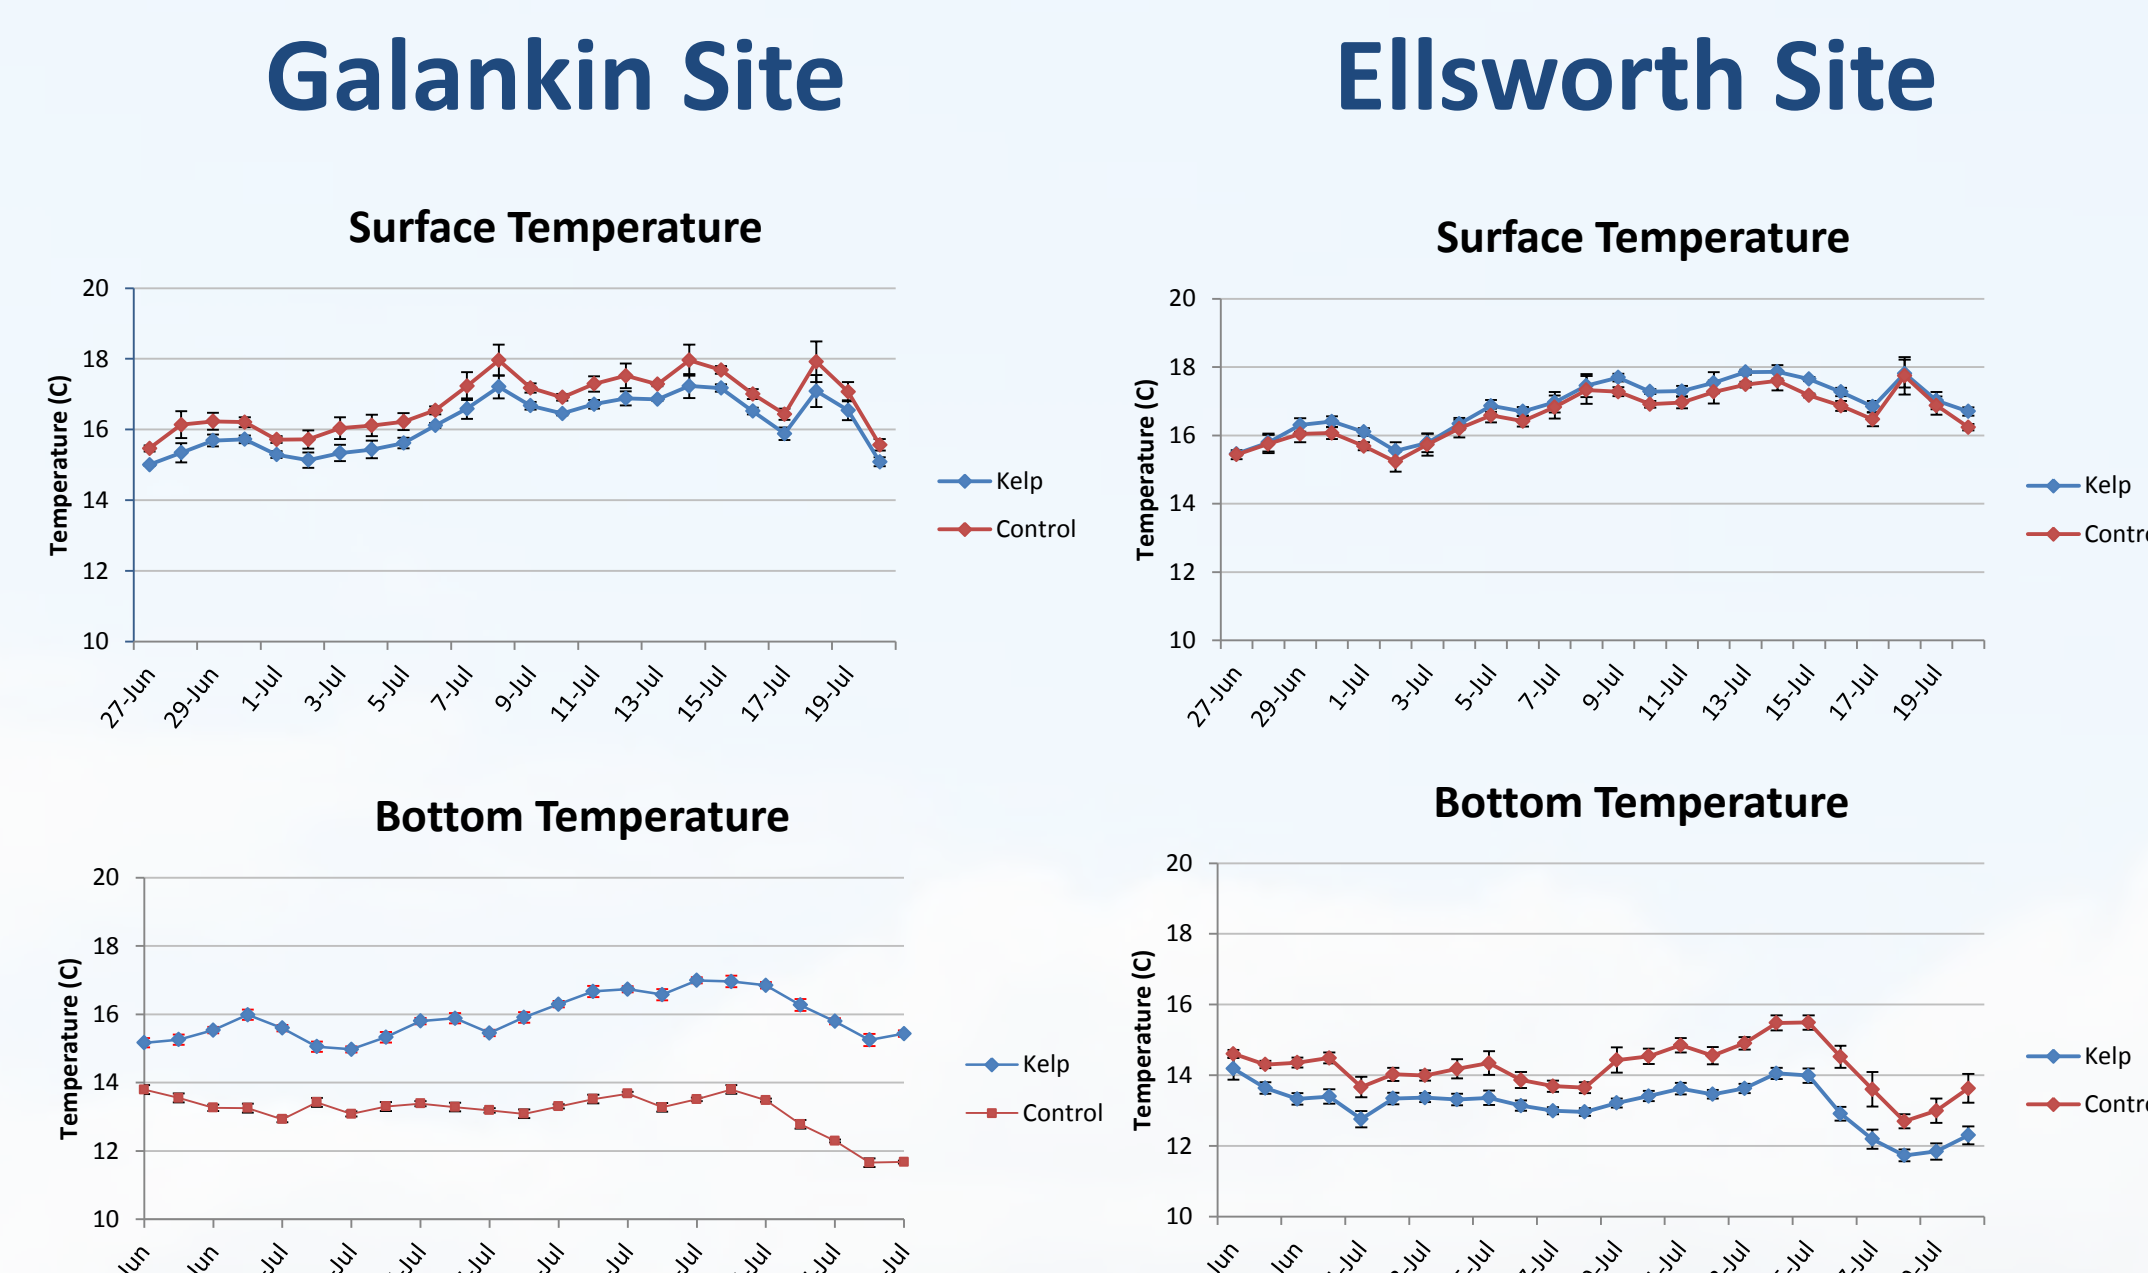 Galankin Site
Ellsworth Site
Surface Temperature
20
18
16
14
12
10
Temperature (C)
27-Jun
29-Jun
1-Jul
3-Jul
5-Jul
7-Jul
9-Jul
11-Jul
13-Jul
15-Jul
17-Jul
19-Jul
Kelp
Control
Surface Temperature
20
18
16
14
12
10
Temperature (C)
27-Jun
29-Jun
1-Jul
3-Jul
5-Jul
7-Jul
9-Jul
11-Jul
13-Jul
15-Jul
17-Jul
19-Jul
Kelp
Bottom Temperature
20
18
16
14
12
10
Temperature (C)
Kelp
Control
Bottom Temperature
20
18
16
14
12
10
Temperature (C)
Kelp